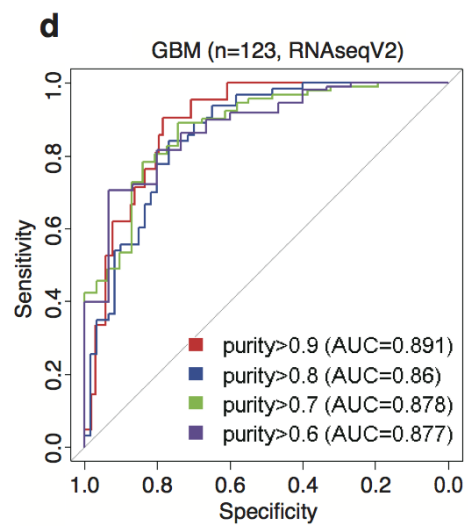 d
GBM (n=123, RNAseqV2)
Sensitivity
1.0
0.8
0.6
0.4
0.2
0.0
purity>0.9 (AUC=0.891)
purity>0.8 (AUC=0.86)
purity>0.7 (AUC=0.878)
purity>0.6 (AUC=0.877)
1.0 0.8 0.6 0.4 0.2 0.0
Specificity